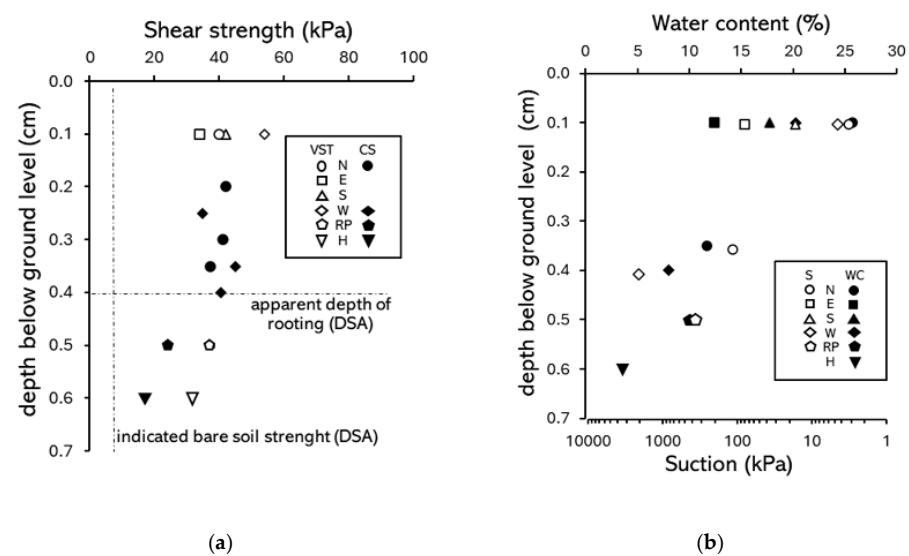 Shear strength (kPa)
0 20 40 60 80 100
depth below ground level (cm)
0.0
0.1
0.2
0.3
0.4
0.5
0.6
0.7
VST CS
N
E
S
W
RP
H
apparent depth of
rooting (DSA)
indicated bare soil strenght (DSA)
(a)
Water content (%)
0 5 10 15 20 25 30
depth below ground level (cm)
0.0
0.1
0.2
0.3
0.4
0.5
0.6
0.7
S WC
N
E
S
W
RP
H
10000 1000 100 10 1
Suction (kPa)
(b)